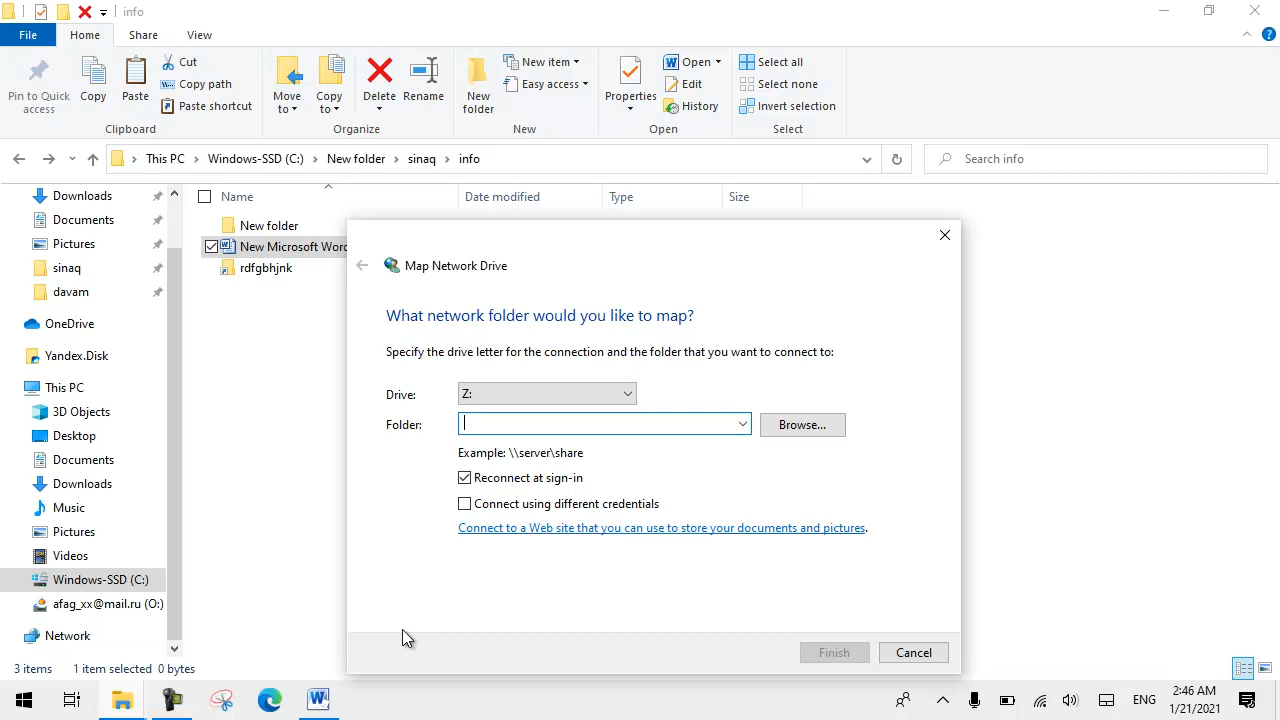 info
File Home Share View
Pin to Quick access
Copy
Paste
Cut
Copy path
Paste shortcut
Clipboard
Move to
Copy to
Delete
Rename
Organize
New folder
New item
Easy access
New
Properties
Open
Edit
History
Open
Select all
Select none
Invert selection
Select
This PC > Windows-SSD (C:) > New folder > sinaq > info
Search info
Downloads
Documents
Pictures
sinaq
davam
OneDrive
Yandex.Disk
This PC
3D Objects
Desktop
Documents
Downloads
Music
Pictures
Videos
Windows-SSD (C:)
afag_xx@mail.ru (O:)
Network
Name Date modified Type Size
New folder
New Microsoft Word
rdfgbhjnk
Map Network Drive
What network folder would you like to map?
Specify the drive letter for the connection and the folder that you want to connect to:
Drive: Z:
Folder: Browse...
Example: \\server\share
Reconnect at sign-in
Connect using different credentials
Connect to a Web site that you can use to store your documents and pictures.
Finish Cancel
3 items 1 item selected 0 bytes
ENG
2:46 AM
1/21/2021